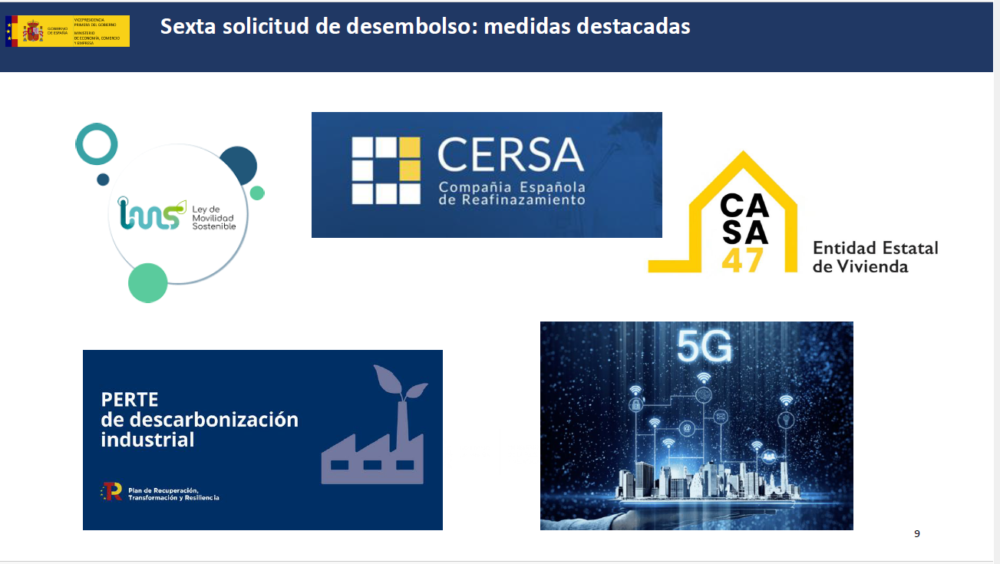 GOBIERNO
DE ESPAÑA
VICEPRESIDENCIA
PRIMERA DEL GOBIERNO
MINISTERIO
DE ECONOMÍA, COMERCIO
Y EMPRESA
Sexta solicitud de desembolso: medidas destacadas
lms
Ley de
Movilidad
Sostenible
CERSA
Compañia Española
de Reafinazamiento
CA
SA
47
Entidad Estatal
de Vivienda
PERTE
de descarbonización
industrial
TR
Plan de Recuperación,
Transformación y Resiliencia
5G
@
9